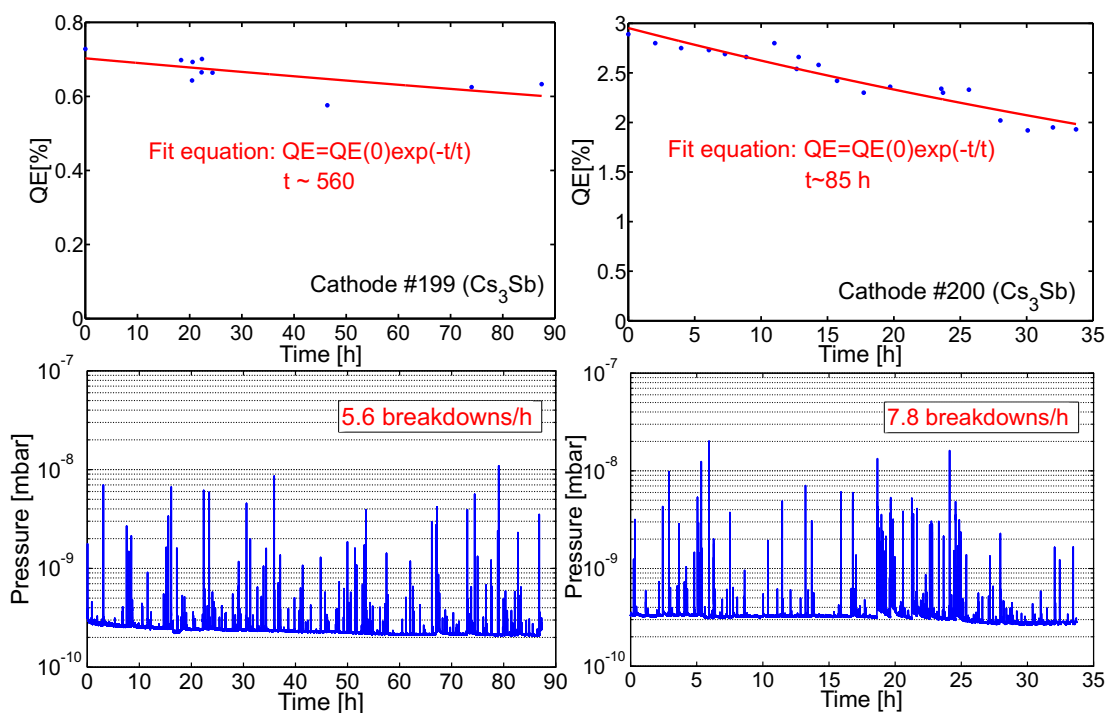 0.8
0.6
0.4
0.2
0
QE[%]
Fit equation: QE=QE(0)exp(-t/t)
t ~ 560
Cathode #199 (Cs3Sb)
0 10 20 30 40 50 60 70 80 90
Time [h]
3
2.5
2
1.5
1
0.5
0
QE[%]
Fit equation: QE=QE(0)exp(-t/t)
t~85 h
Cathode #200 (Cs3Sb)
0 5 10 15 20 25 30 35
Time [h]
10-7
10-8
10-9
10-10
Pressure [mbar]
5.6 breakdowns/h
0 10 20 30 40 50 60 70 80 90
Time [h]
10-7
10-8
10-9
10-10
Pressure [mbar]
7.8 breakdowns/h
0 5 10 15 20 25 30 35
Time [h]